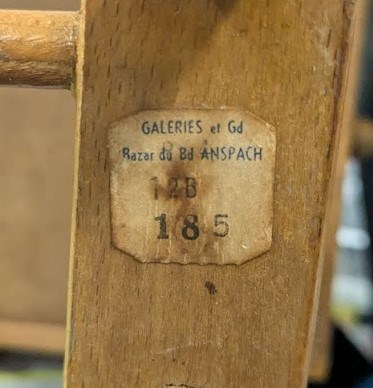 GALERIES et Gd
Bazar du Bd ANSPACH
12B
185